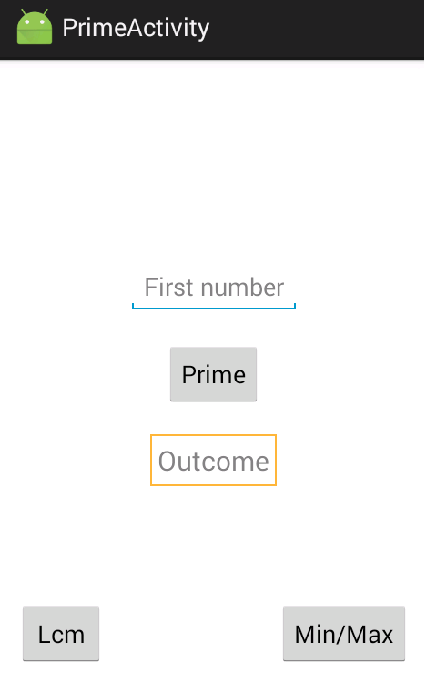 PrimeActivity
First number
Prime
Outcome
Lcm
Min/Max